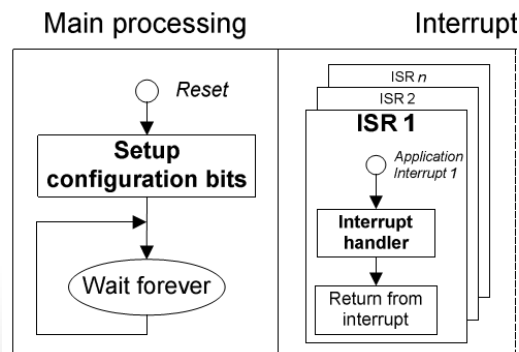 Main processing
Interrupt
Reset
Setup
configuration bits
Wait forever
ISR n
ISR 2
ISR 1
Application
Interrupt 1
Interrupt
handler
Return from
interrupt